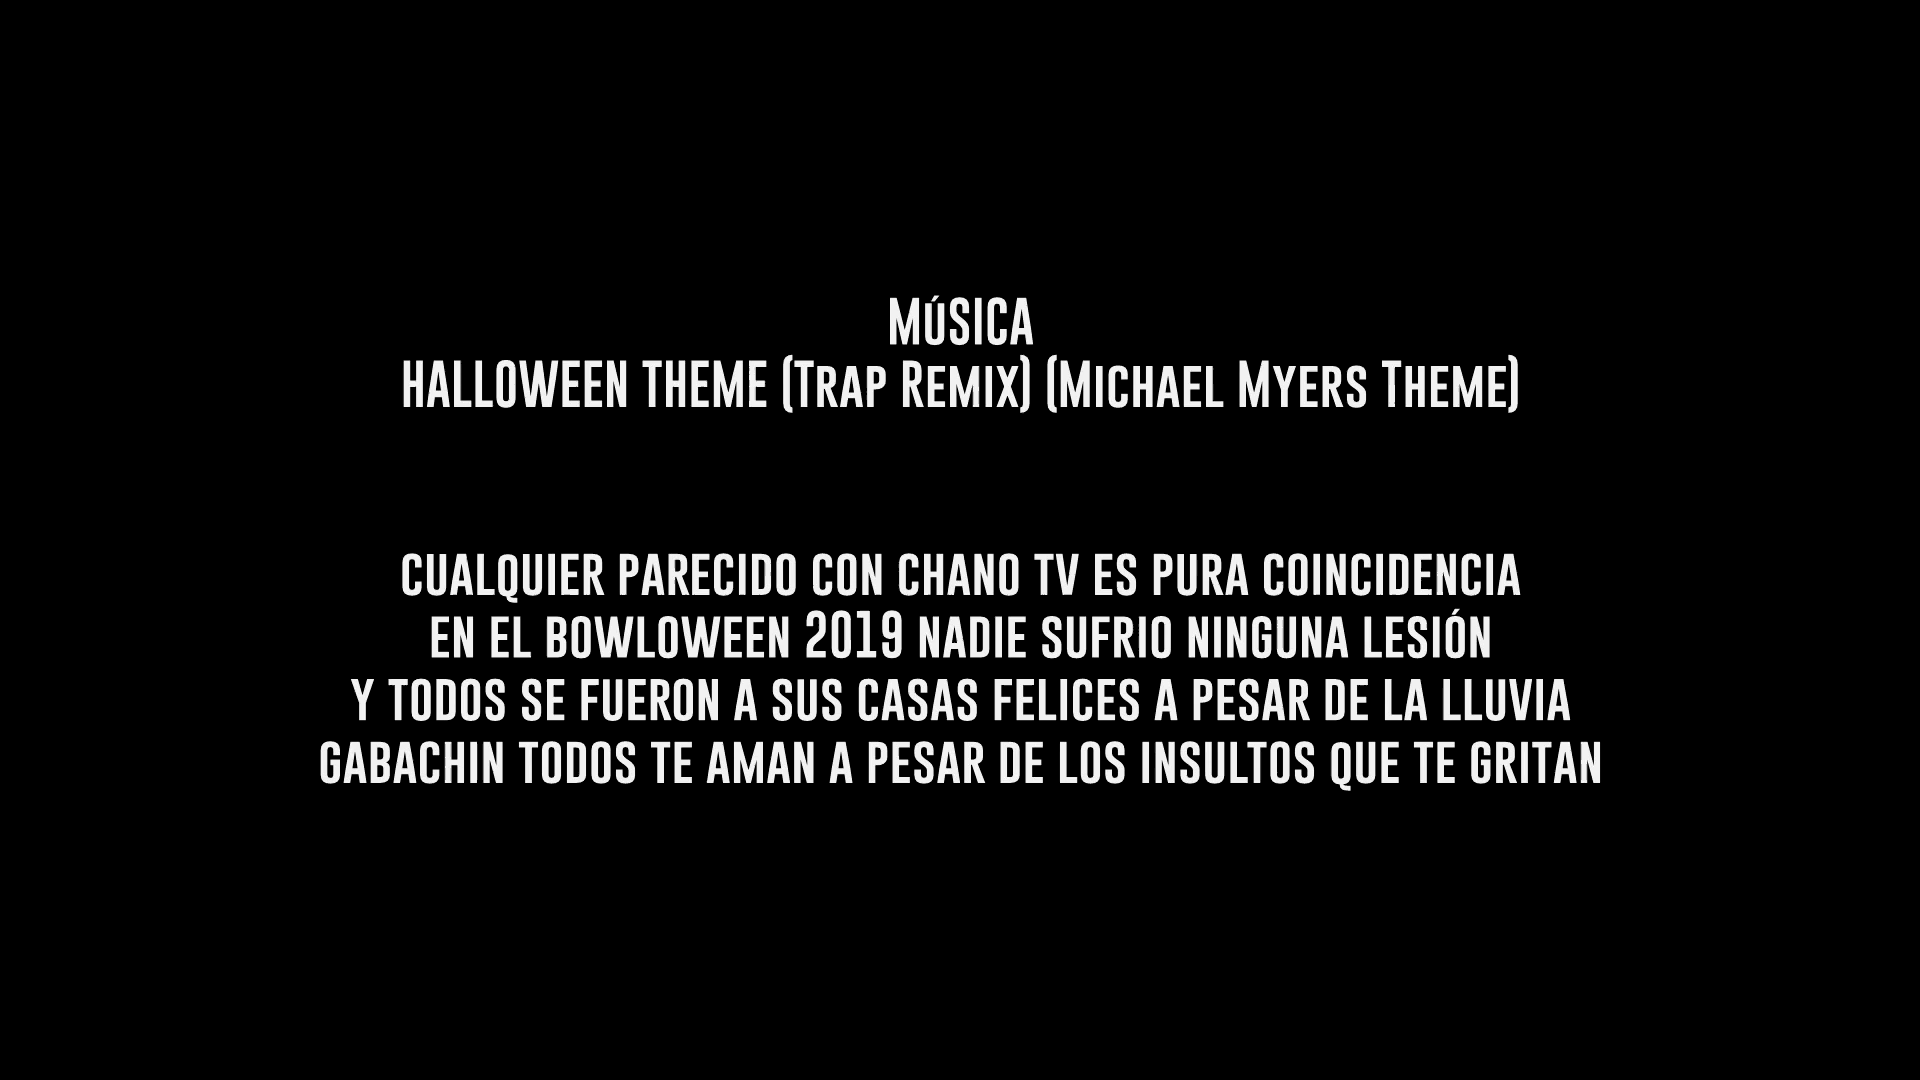 MúSICA
HALLOWEEN THEME (Trap Remix) (Michael Myers Theme)
CUALQUIER PARECIDO CON CHANO TV ES PURA COINCIDENCIA
EN EL BOWLOWEEN 2019 NADIE SUFRIO NINGUNA LESIÓN
Y TODOS SE FUERON A SUS CASAS FELICES A PESAR DE LA LLUVIA
GABACHIN TODOS TE AMAN A PESAR DE LOS INSULTOS QUE TE GRITAN